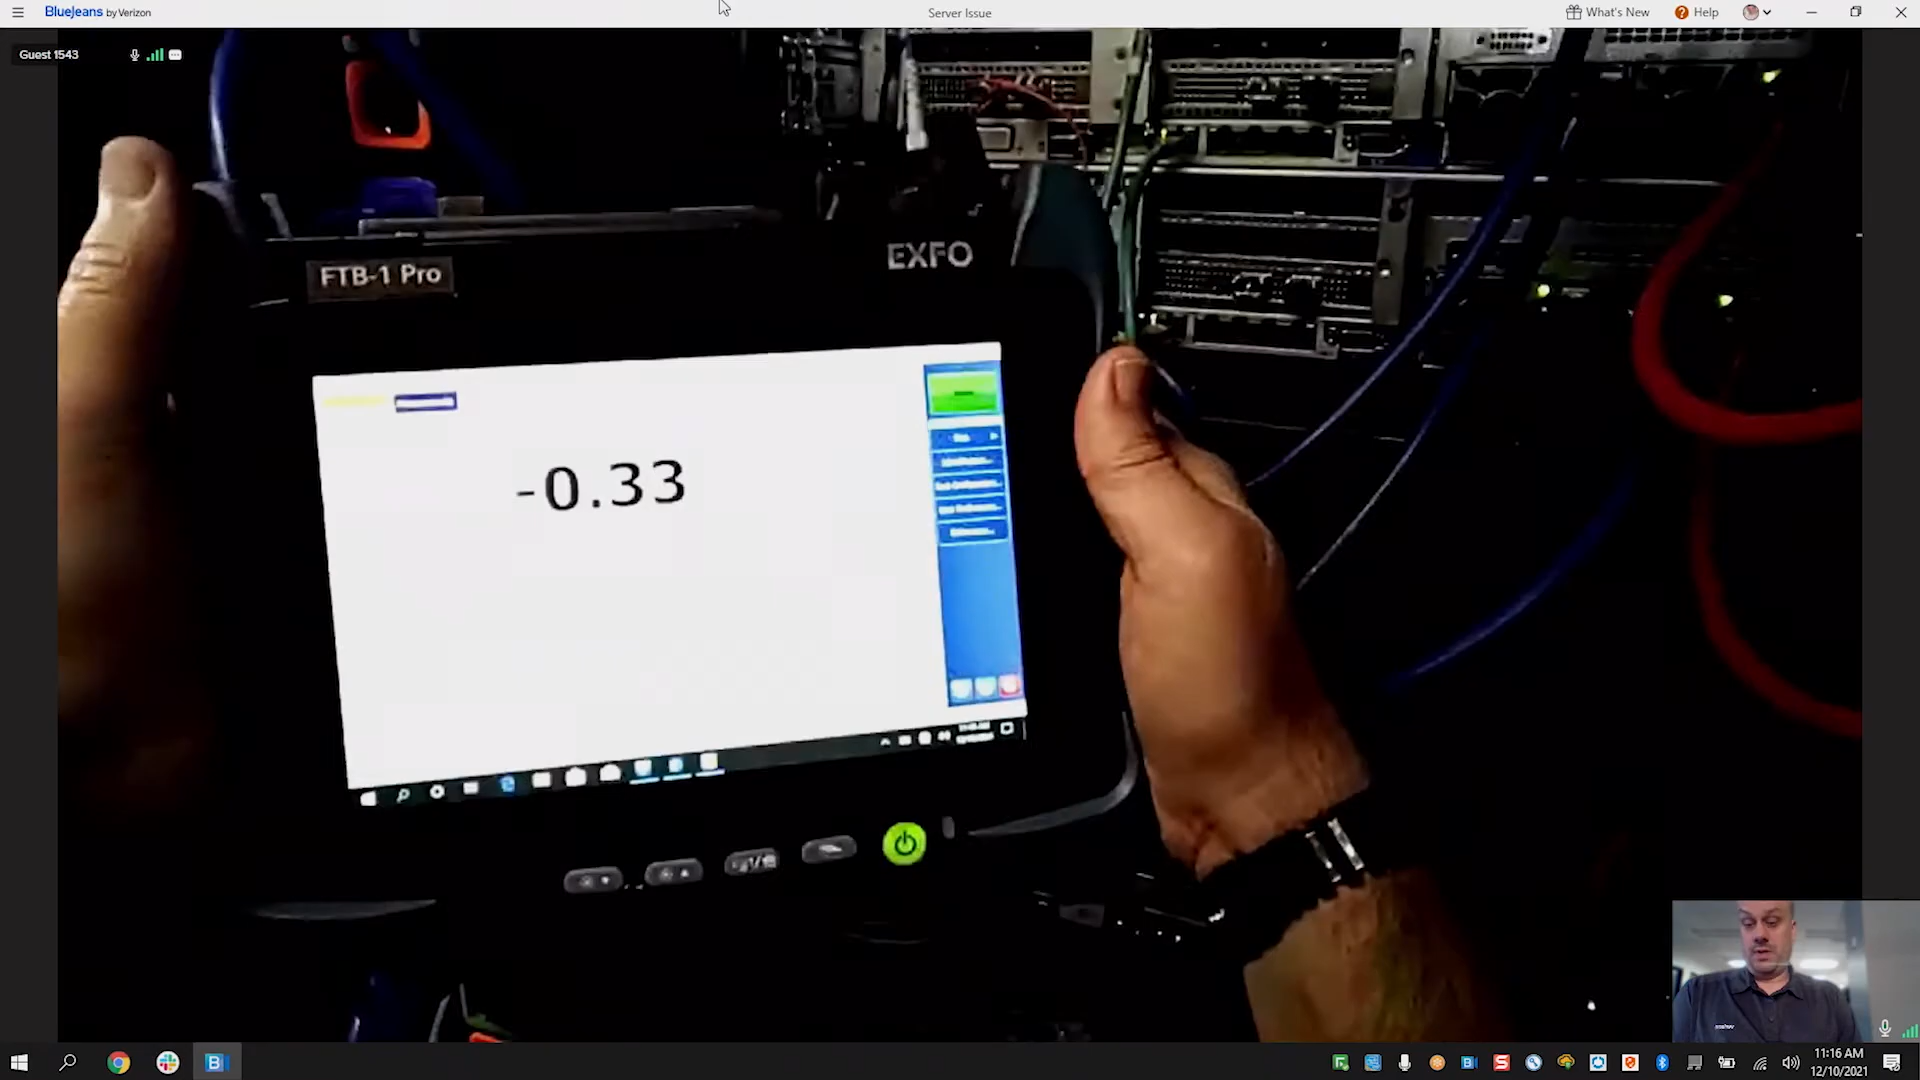 BlueJeans by Verizon
Server Issue
What's New
Help
Guest 1543
EXFO
FTB-1 Pro
-0.33
11:16 AM
12/10/2021